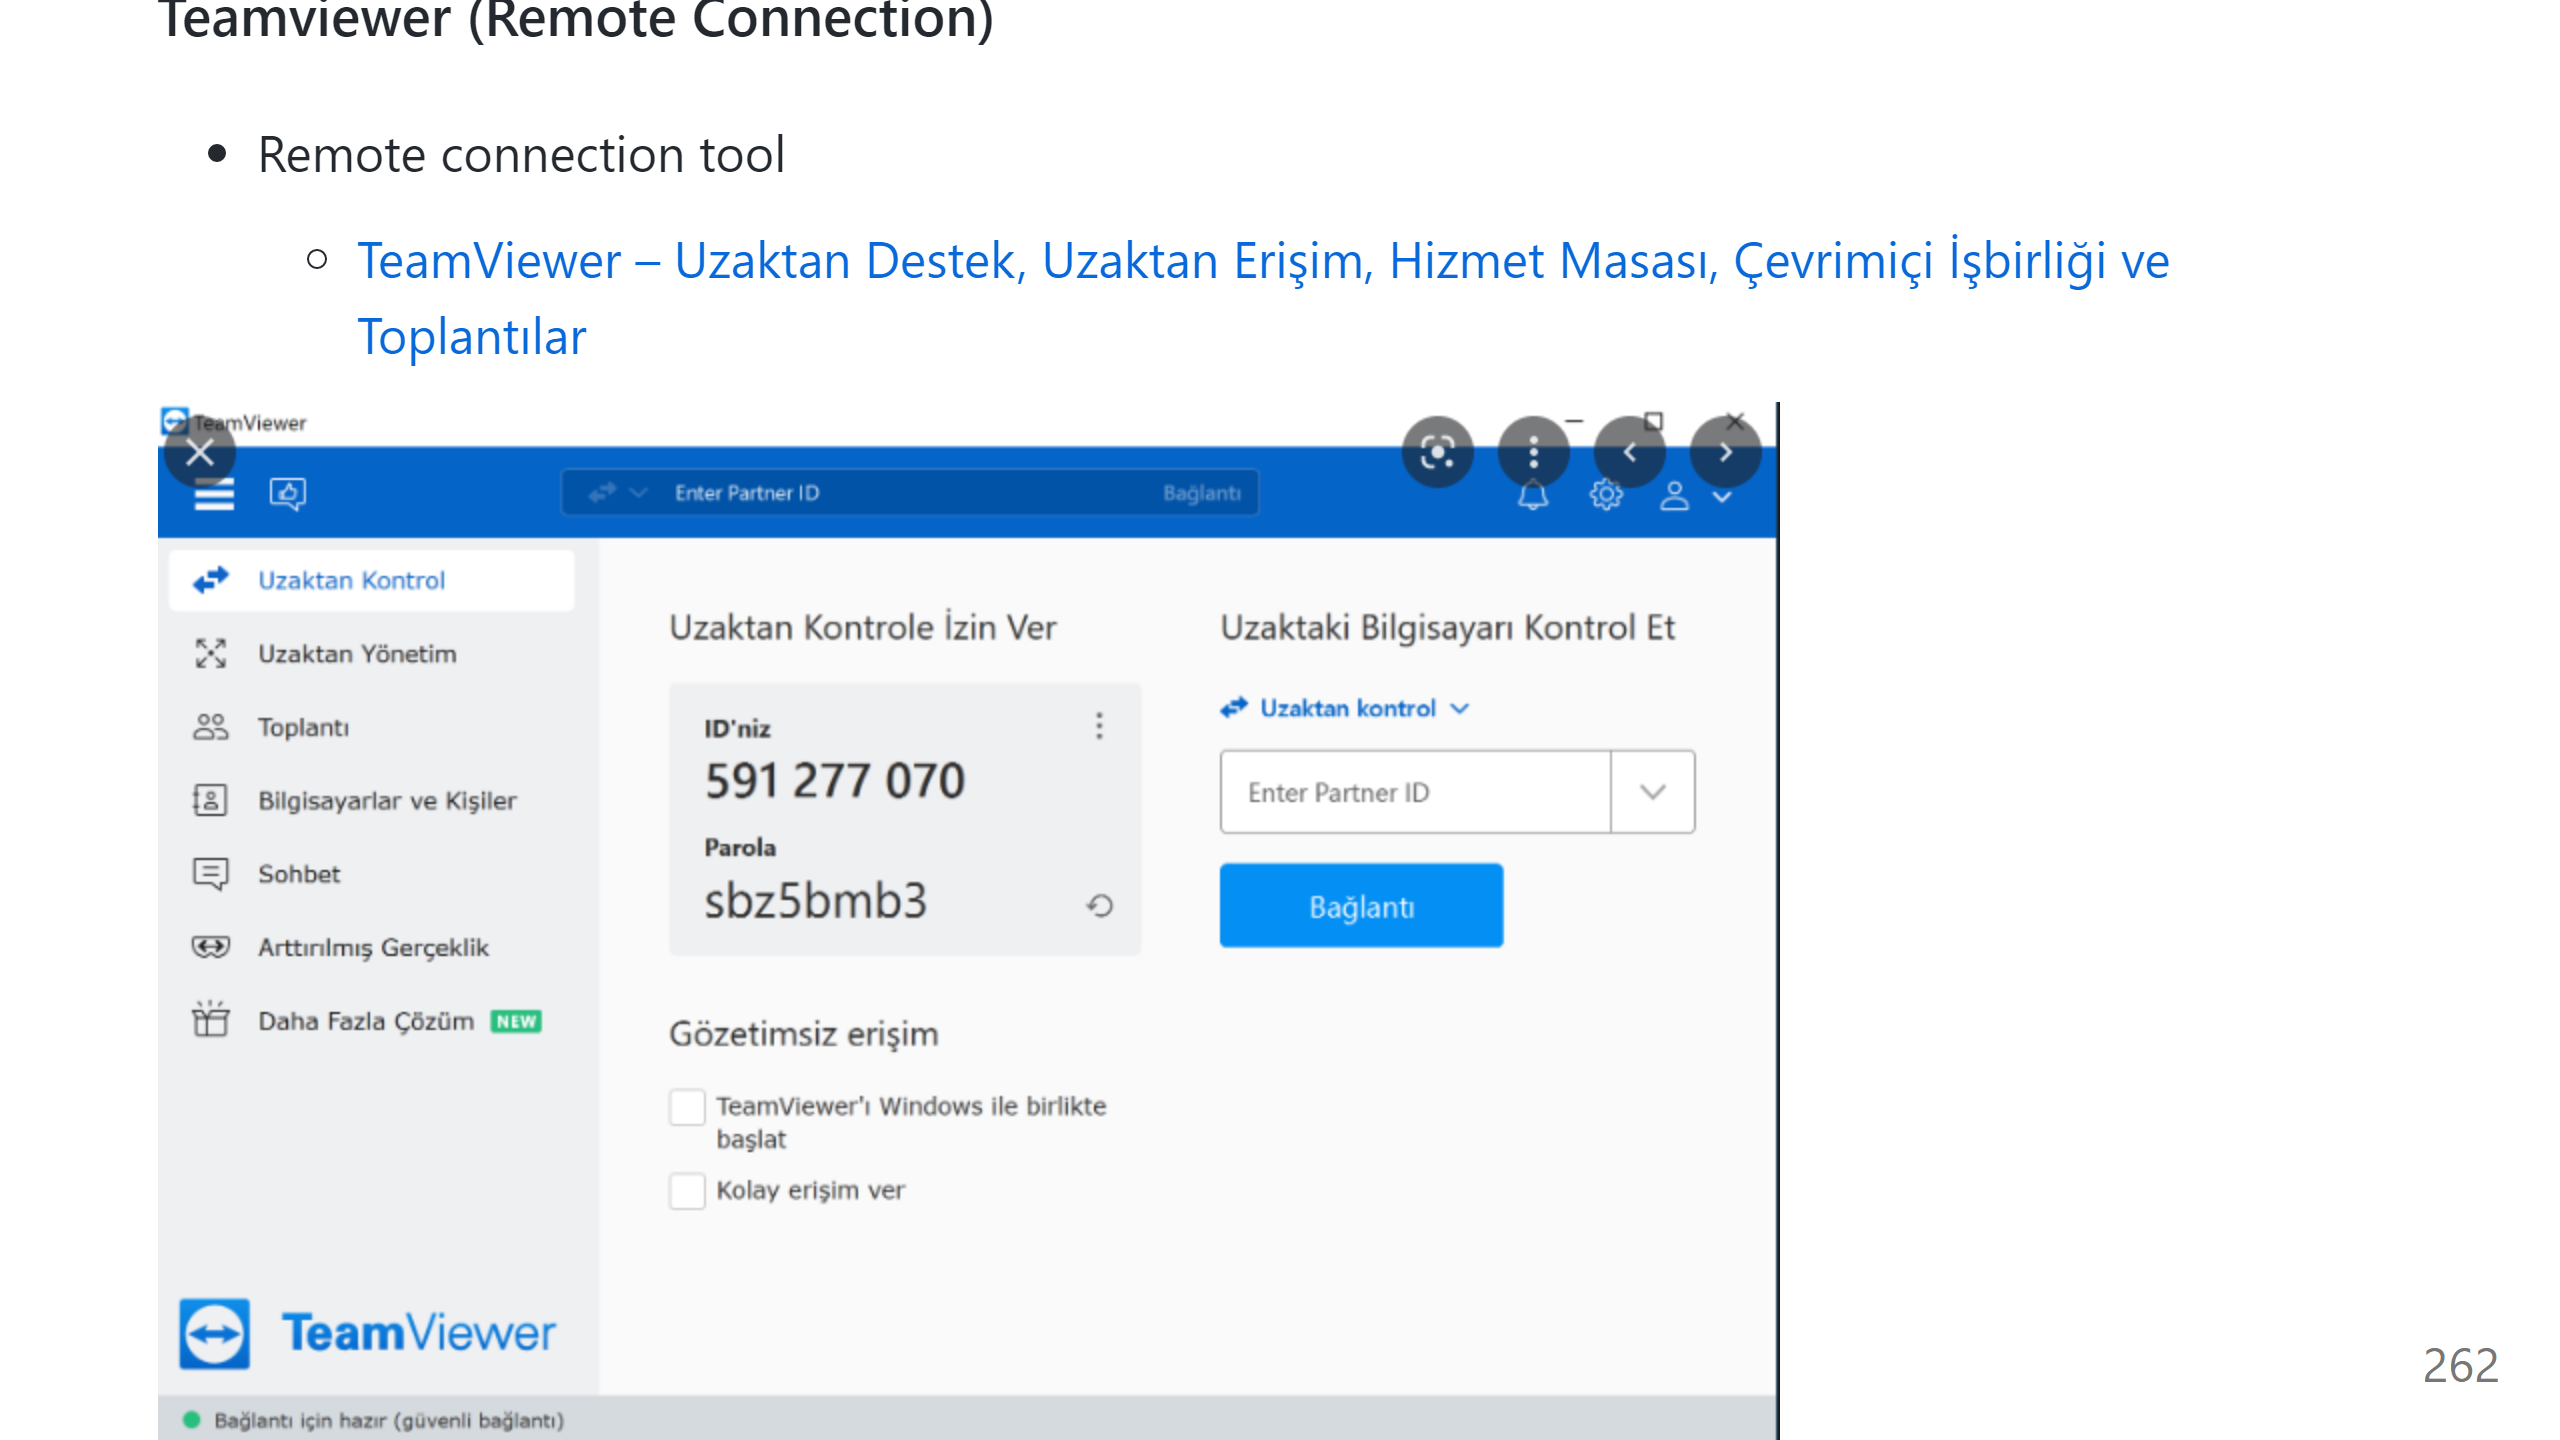 Teamviewer (Remote Connection)
Remote connection tool
TeamViewer – Uzaktan Destek, Uzaktan Erişim, Hizmet Masası, Çevrimiçi İşbirliği ve
Toplantılar
TeamViewer
Enter Partner ID
Bağlantı
Uzaktan Kontrol
Uzaktan Yönetim
Toplantı
Bilgisayarlar ve Kişiler
Sohbet
Arttırılmış Gerçeklik
Daha Fazla Çözüm NEW
Uzaktan Kontrole İzin Ver
ID'niz
591 277 070
Parola
sbz5bmb3
Gözetimsiz erişim
TeamViewer'ı Windows ile birlikte
başlat
Kolay erişim ver
Uzaktaki Bilgisayarı Kontrol Et
Uzaktan kontrol
Enter Partner ID
Bağlantı
TeamViewer
Bağlantı için hazır (güvenli bağlantı)
262